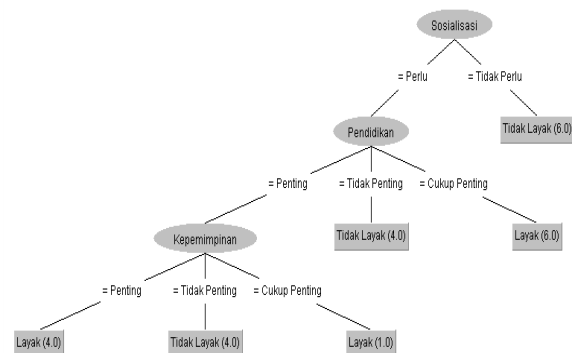 Sosialisasi
= Perlu
= Tidak Perlu
Pendidikan
Tidak Layak (6.0)
= Penting
= Tidak Penting
= Cukup Penting
Kepemimpinan
Tidak Layak (4.0)
Layak (6.0)
= Penting
= Tidak Penting
= Cukup Penting
Layak (4.0)
Tidak Layak (4.0)
Layak (1.0)